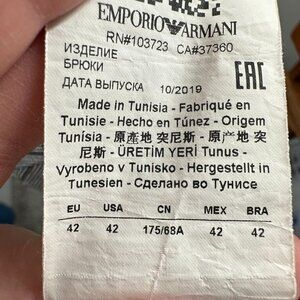 EMPORIO ARMANI
RN#103723 CA#37360
ИЗДЕЛИЕ
БРЮКИ
ДАТА ВЫПУСКА 10/2019
EAC
Made in Tunisia - Fabriqué en
Tunisie - Hecho en Túnez - Origem
Tunísia - 原產地 突尼斯 - 原产地 突
尼斯 - ÜRETİM YERİ Tunus -
Vyrobeno v Tunisko - Hergestellt in
Tunesien - Сделано во Тунисе
EU USA CN MEX BRA
42 42 175/68A 42 42